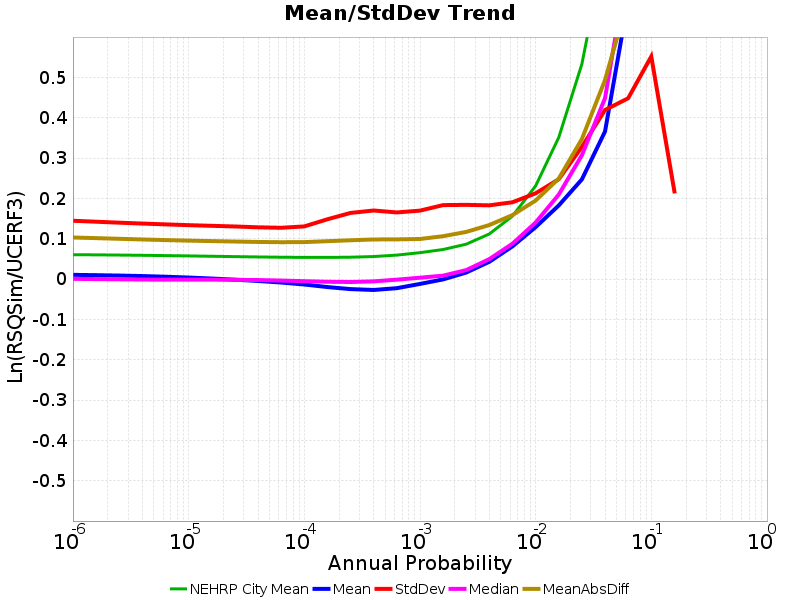 Mean/StdDev Trend
Ln(RSQSim/UCERF3)
0.5
0.4
0.3
0.2
0.1
0
-0.1
-0.2
-0.3
-0.4
-0.5
10^-6 10^-5 10^-4 10^-3 10^-2 10^-1 10^0
Annual Probability
NEHRP City Mean Mean StdDev Median MeanAbsDiff